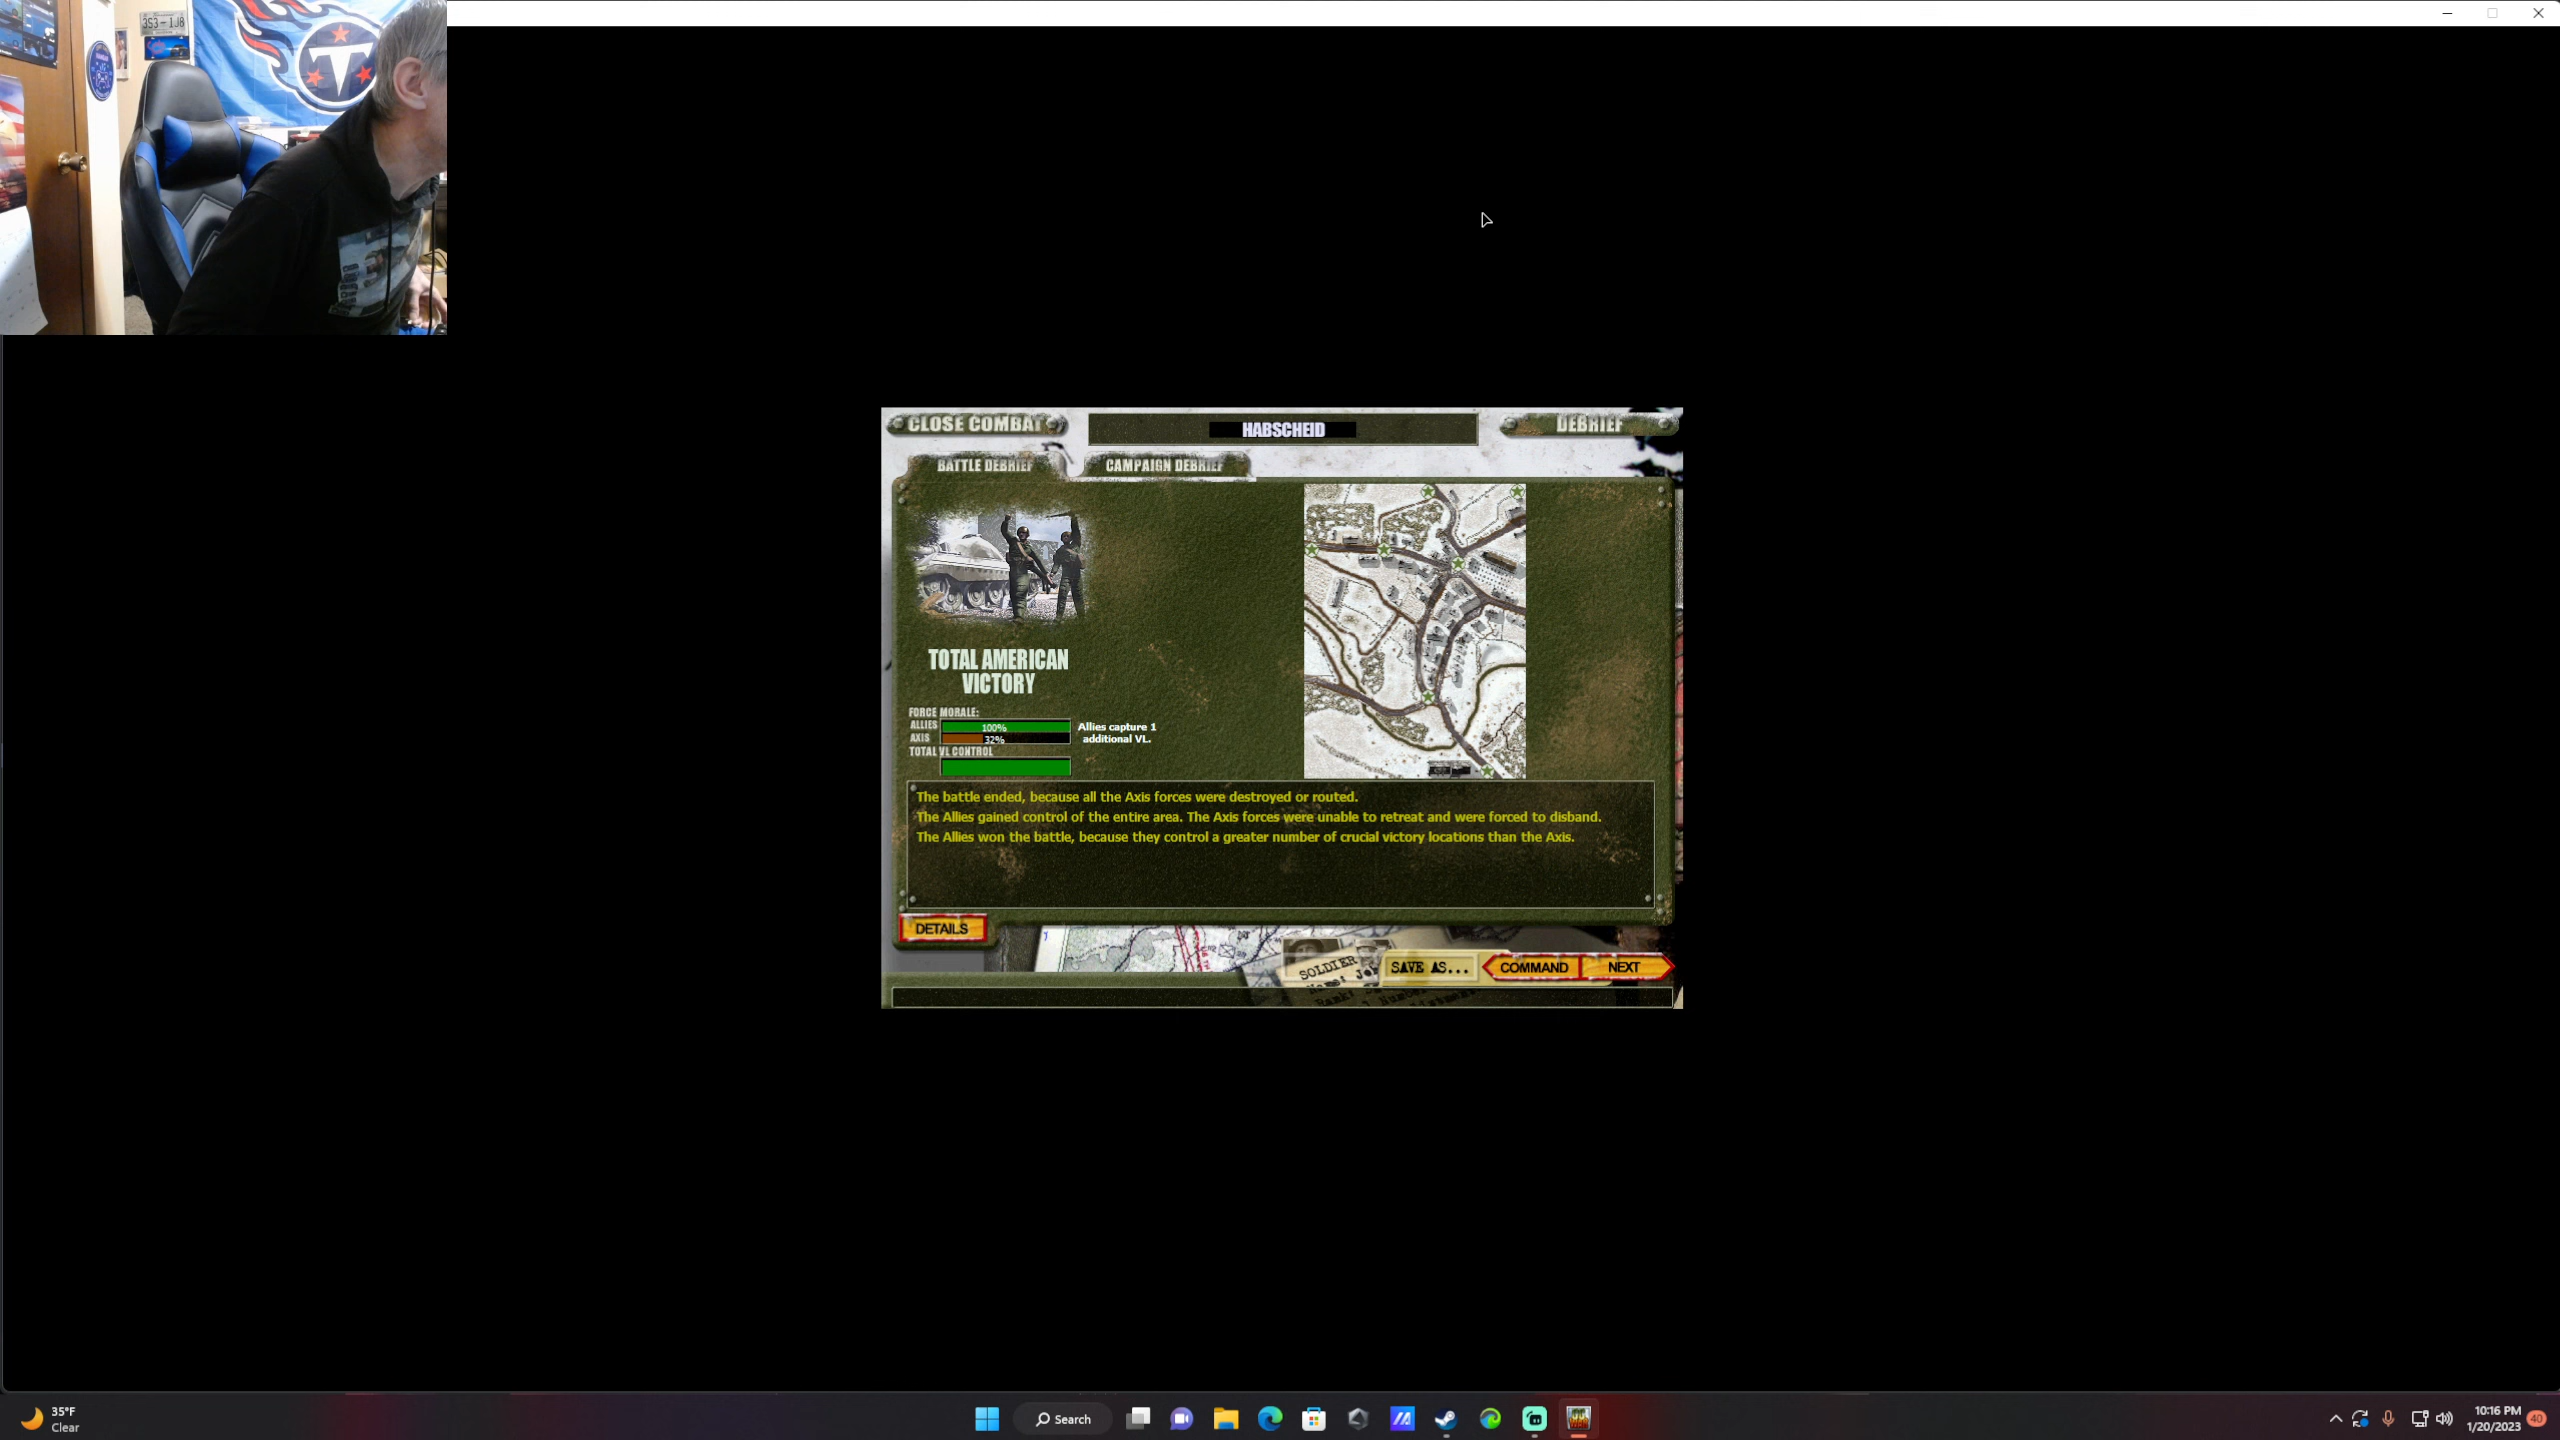 3S3-1J8
T
CLOSE COMBAT
HABSCHEID
DEBRIEF
BATTLE DEBRIEF
CAMPAIGN DEBRIEF
TOTAL AMERICAN
VICTORY
FORCE MORALE:
ALLIES 100%
AXIS 32%
Allies capture 1
additional VL.
TOTAL VL CONTROL
The battle ended, because all the Axis forces were destroyed or routed.
The Allies gained control of the entire area. The Axis forces were unable to retreat and were forced to disband.
The Allies won the battle, because they control a greater number of crucial victory locations than the Axis.
DETAILS
SOLDIER
SAVE AS...
COMMAND
NEXT
35°F
Clear
Search
10:16 PM
1/20/2023
40